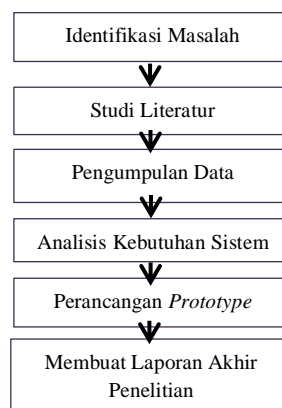 Identifikasi Masalah
Studi Literatur
Pengumpulan Data
Analisis Kebutuhan Sistem
Perancangan Prototype
Membuat Laporan Akhir
Penelitian